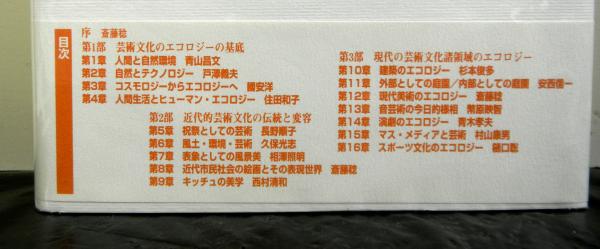 目次
序 斎藤稔
第1部 芸術文化のエコロジーの基底
第1章 人間と自然環境 青山昌文
第2章 自然とテクノロジー 戸澤義夫
第3章 コスモロジーからエコロジーへ 國安洋
第4章 人間生活とヒューマン・エコロジー 住田和子
第2部 近代的芸術文化の伝統と変容
第5章 祝祭としての芸術 長野順子
第6章 風土・環境・芸術 久保光志
第7章 表象としての風景美 相澤照明
第8章 近代市民社会の絵画とその表現世界 斎藤稔
第9章 キッチュの美学 西村清和
第3部 現代の芸術文化諸領域のエコロジー
第10章 建築のエコロジー 杉本俊多
第11章 外部としての庭園/内部としての庭園 安西信一
第12章 現代美術のエコロジー 斎藤稔
第13章 音芸術の今日的様相 幣原映智
第14章 演劇のエコロジー 青木孝夫
第15章 マス・メディアと芸術 村山康男
第16章 スポーツ文化のエコロジー 樋口聡